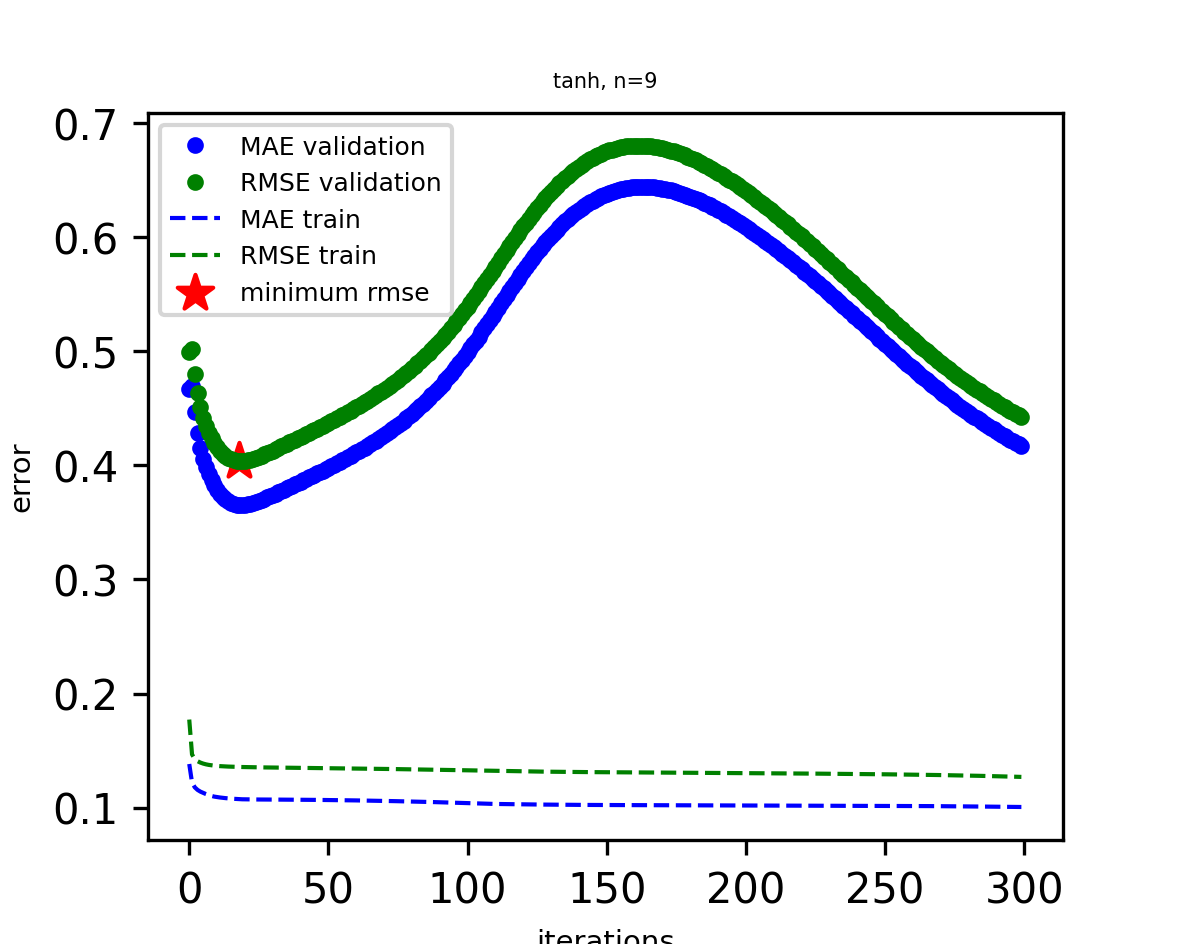 tanh, n=9
0.7
0.6
0.5
0.4
0.3
0.2
0.1
error
MAE validation
RMSE validation
MAE train
RMSE train
minimum rmse
0 50 100 150 200 250 300
iterations